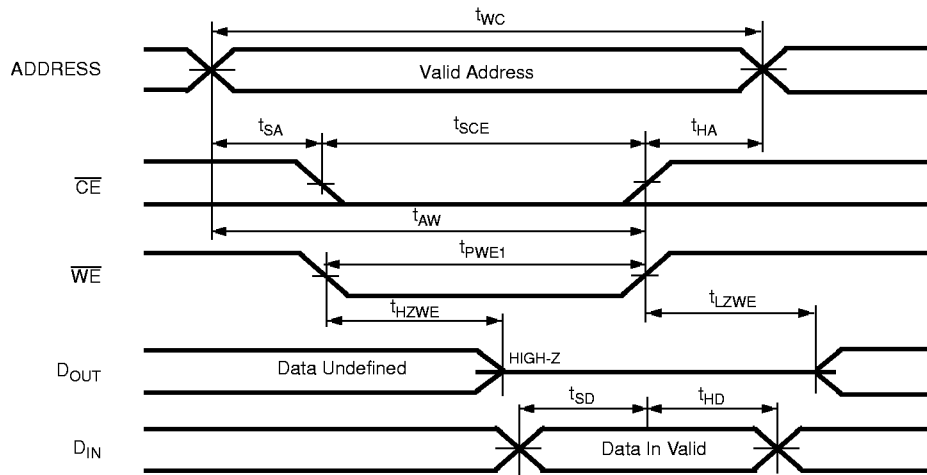 tWC
ADDRESS
Valid Address
tSA
tSCE
tHA
CE
tAW
tPWE1
WE
tHZWE
tLZWE
DOUT
Data Undefined
HIGH-Z
tSD
tHD
DIN
Data In Valid